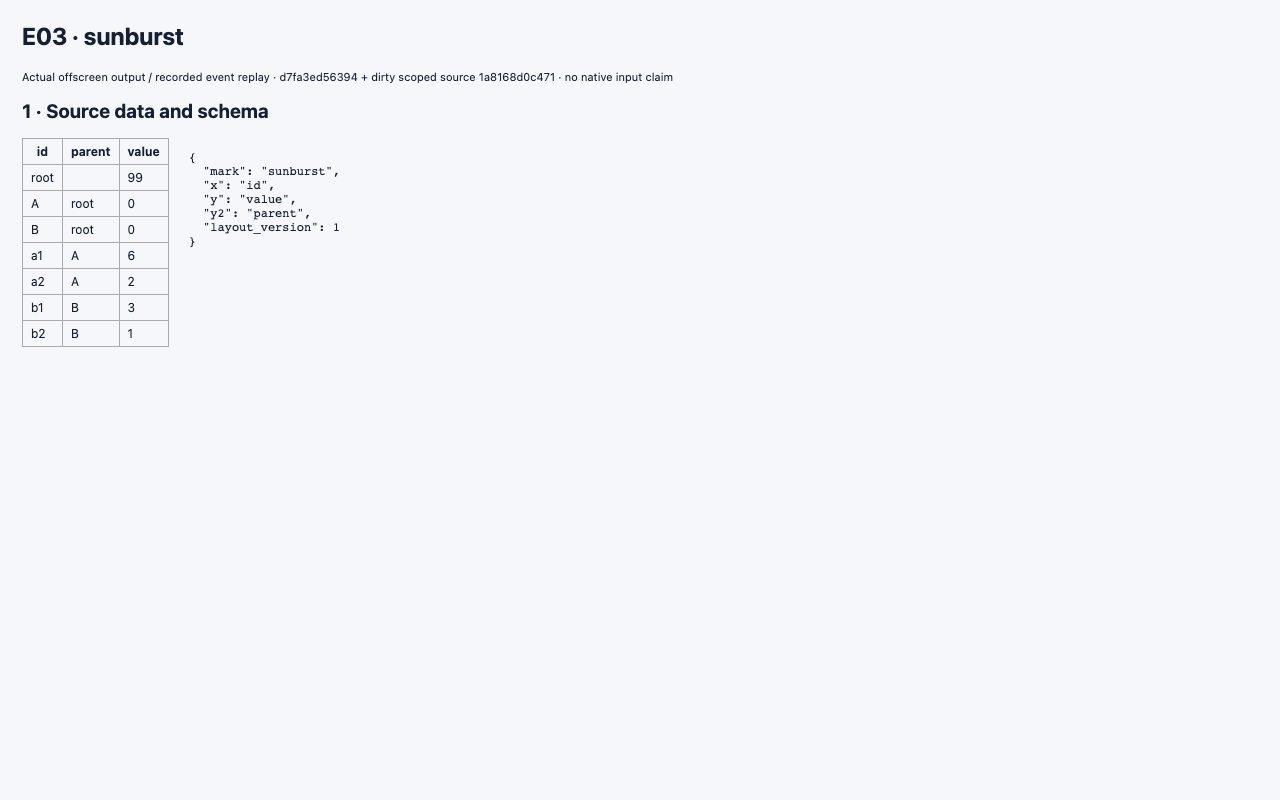 E03 · sunburst
Actual offscreen output / recorded event replay · d7fa3ed56394 + dirty scoped source 1a8168d0c471 · no native input claim
1 · Source data and schema
id parent value
root 99
A root 0
B root 0
a1 A 6
a2 A 2
b1 B 3
b2 B 1
{
  "mark": "sunburst",
  "x": "id",
  "y": "value",
  "y2": "parent",
  "layout_version": 1
}